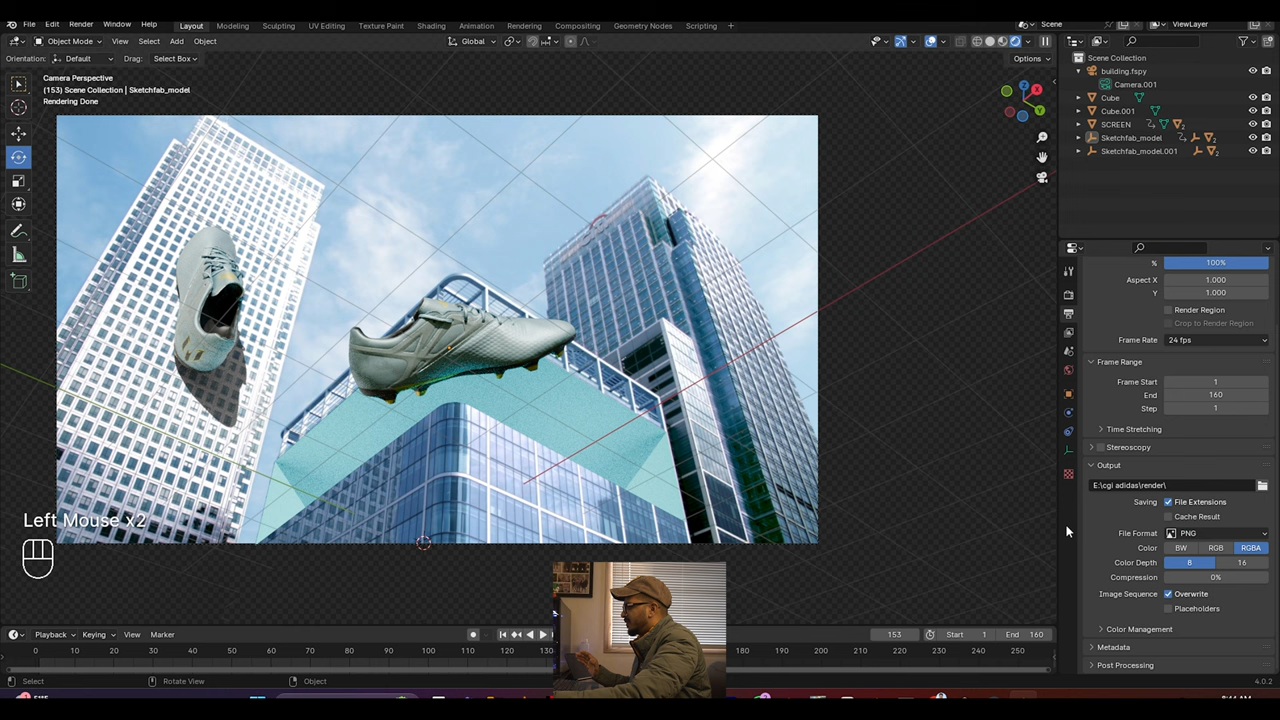 File Edit Render Window Help Layout Modeling Sculpting UV Editing Texture Paint Shading Animation Rendering Compositing Geometry Nodes Scripting + Scene ViewLayer
Object Mode View Select Add Object Global
Orientation: Default Drag: Select Box Options
Camera Perspective
(153) Scene Collection | Sketchfab_model
Rendering Done
Scene Collection
building.fspy
Camera.001
Cube
Cube.001
SCREEN
Sketchfab_model
Sketchfab_model.001
X
Y
Z
% 100%
Aspect X 1.000
Y 1.000
Render Region
Crop to Render Region
Frame Rate 24 fps
Frame Range
Frame Start 1
End 160
Step 1
Time Stretching
Stereoscopy
Output
E:\cgi adidas\render\
Saving File Extensions
Cache Result
File Format PNG
Color BW RGB RGBA
Color Depth 8 16
Compression 0%
Image Sequence Overwrite
Placeholders
Color Management
Metadata
Post Processing
Left Mouse x2
Playback Keying View Marker 153 Start 1 End 160
0 10 20 30 40 50 60 70 80 90 100 110 120 180 190 200 210 220 230 240 250
Select Rotate View Object 4.0.2